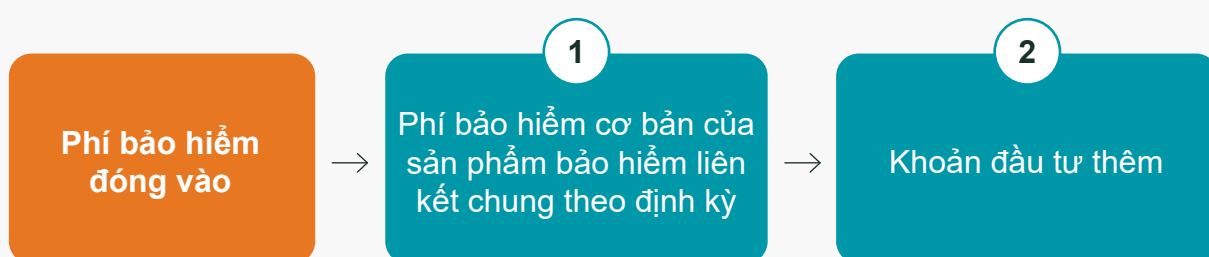 Phí bảo hiểm
đóng vào
1
Phí bảo hiểm cơ bản của
sản phẩm bảo hiểm liên
kết chung theo định kỳ
2
Khoản đầu tư thêm